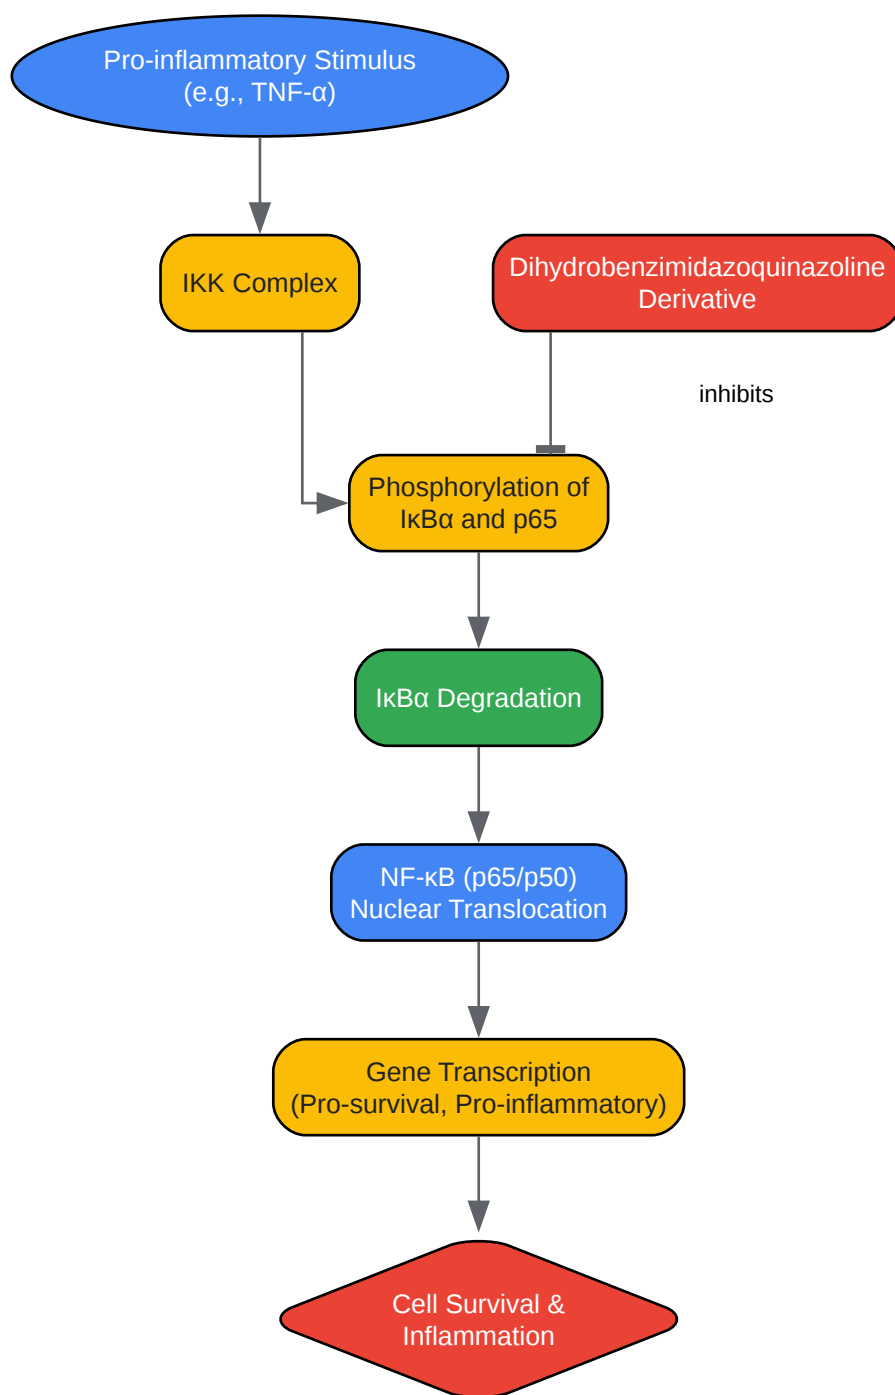 Pro-inflammatory Stimulus
(e.g., TNF-α)
IKK Complex
Dihydrobenzimidazoquinazoline
Derivative
inhibits
Phosphorylation of
IκBα and p65
IκBα Degradation
NF-κB (p65/p50)
Nuclear Translocation
Gene Transcription
(Pro-survival, Pro-inflammatory)
Cell Survival &
Inflammation